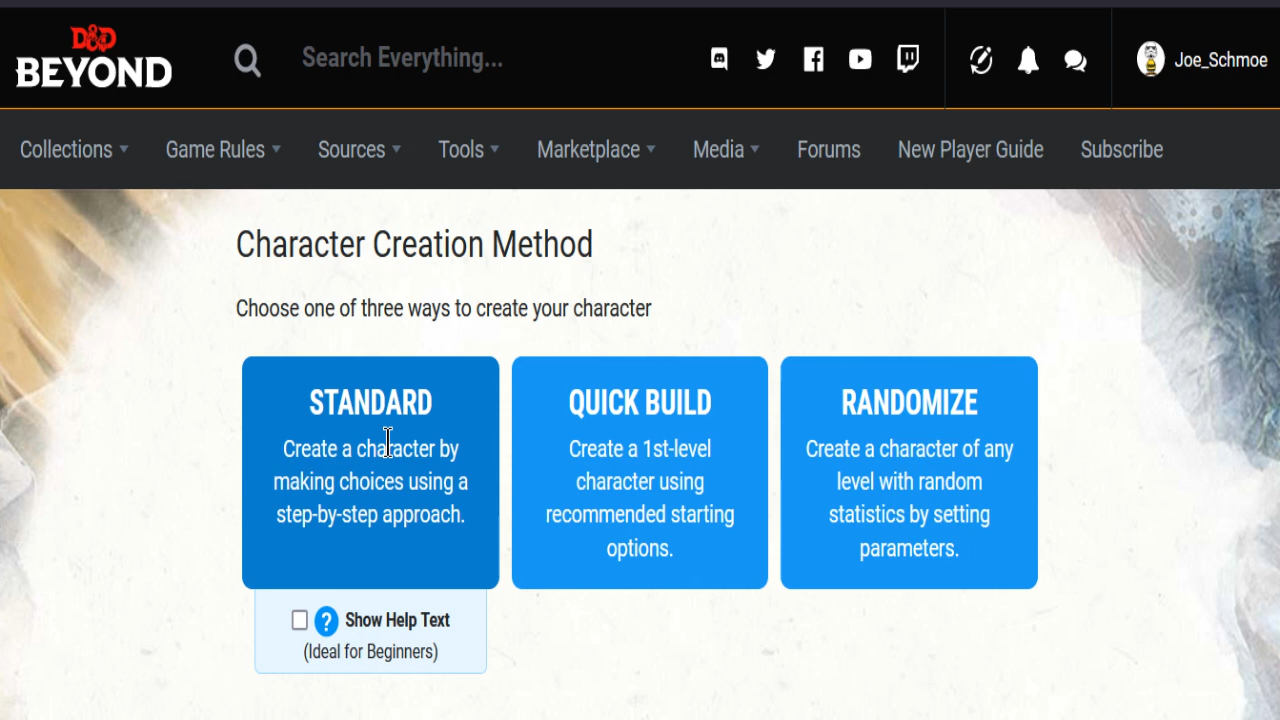 D&D
BEYOND
Search Everything...
Joe_Schmoe
Collections Game Rules Sources Tools Marketplace Media Forums New Player Guide Subscribe
Character Creation Method
Choose one of three ways to create your character
STANDARD
Create a character by
making choices using a
step-by-step approach.
QUICK BUILD
Create a 1st-level
character using
recommended starting
options.
RANDOMIZE
Create a character of any
level with random
statistics by setting
parameters.
? Show Help Text
(Ideal for Beginners)